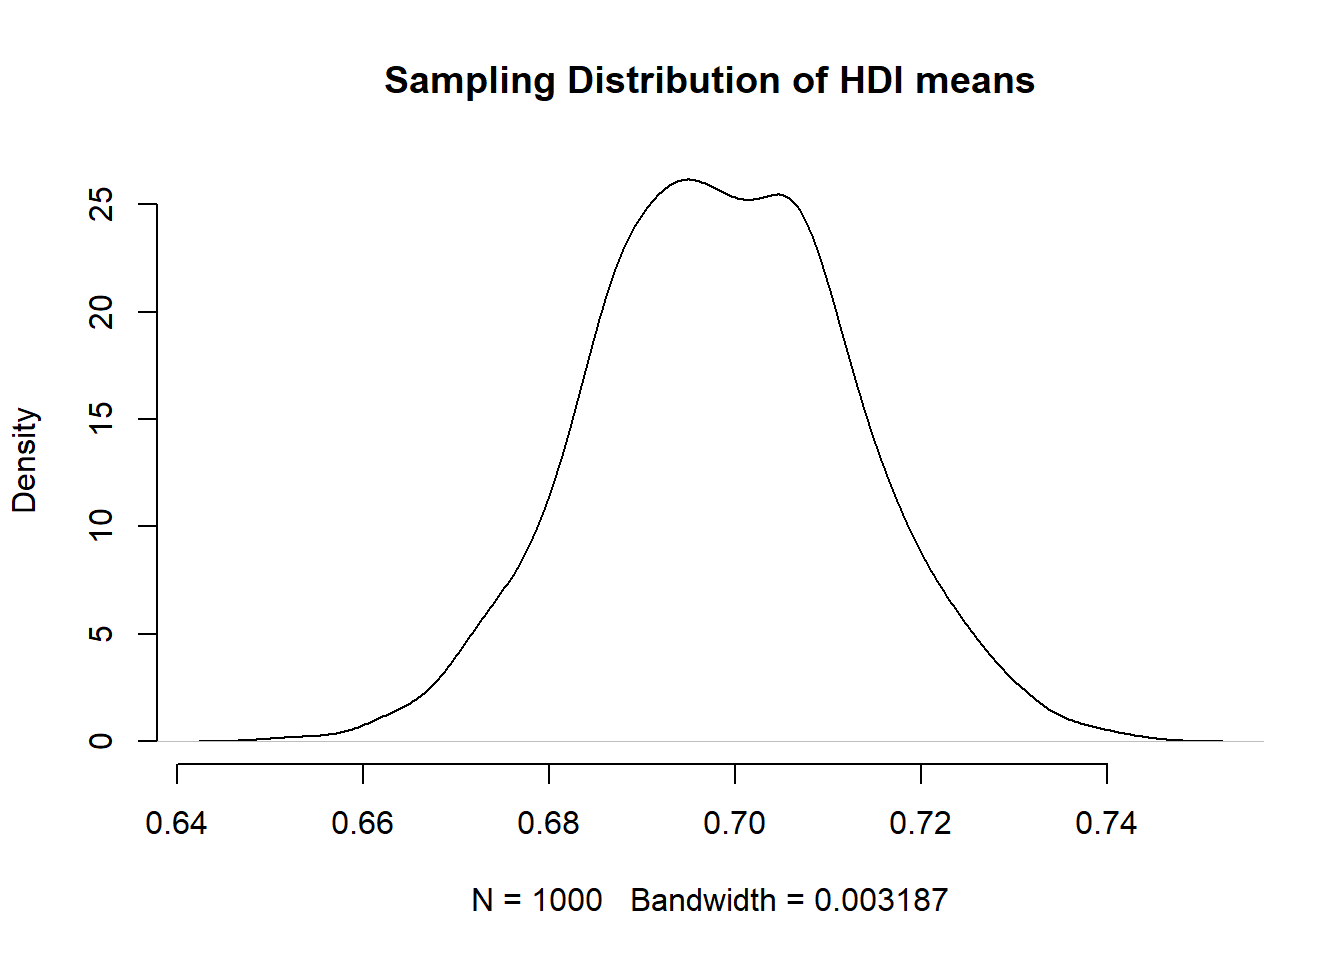 Sampling Distribution of HDI means
25
20
15
10
5
0
Density
0.64 0.66 0.68 0.70 0.72 0.74
N = 1000 Bandwidth = 0.003187